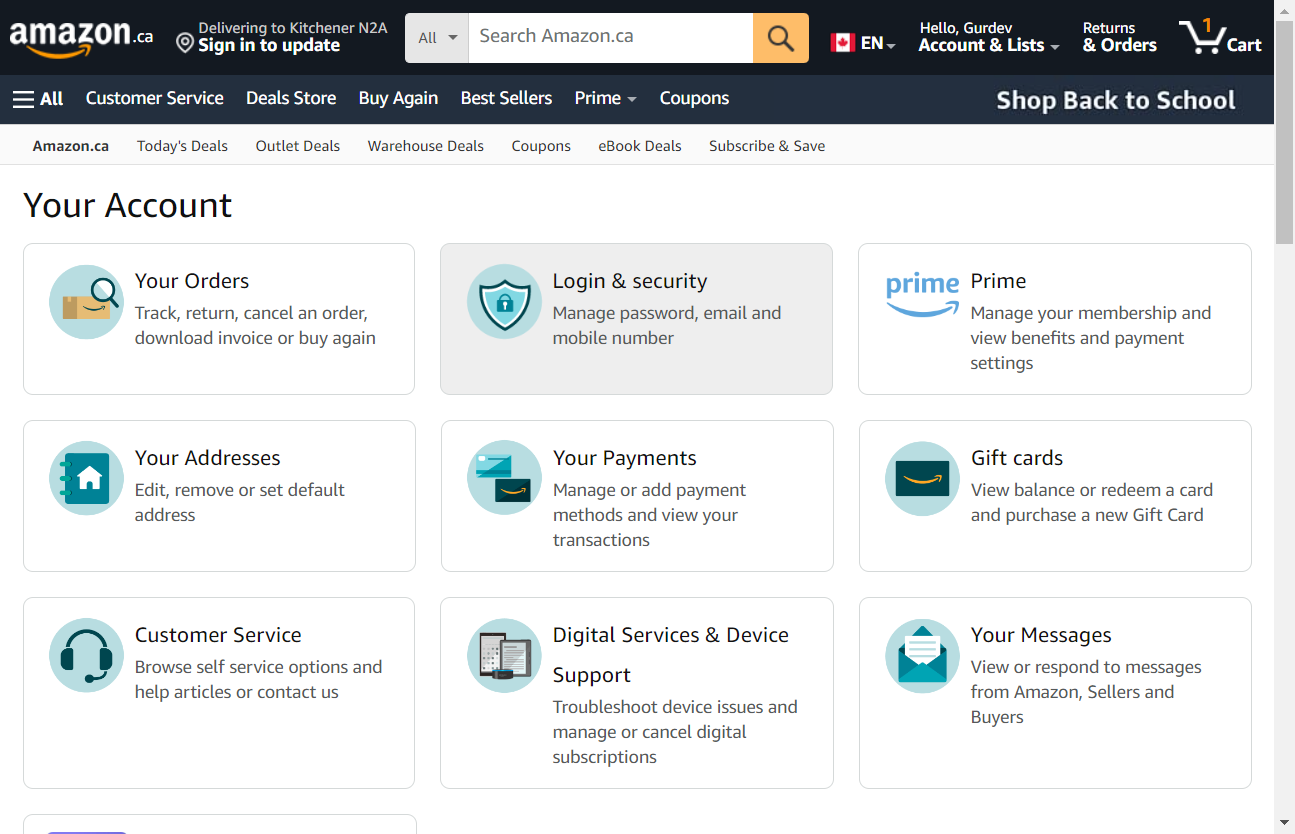 amazon.ca
Delivering to Kitchener N2A
Sign in to update
All
Search Amazon.ca
EN
Hello, Gurdev
Account & Lists
Returns
& Orders
1
Cart
All
Customer Service
Deals Store
Buy Again
Best Sellers
Prime
Coupons
Shop Back to School
Amazon.ca
Today's Deals
Outlet Deals
Warehouse Deals
Coupons
eBook Deals
Subscribe & Save
Your Account
Your Orders
Track, return, cancel an order,
download invoice or buy again
Login & security
Manage password, email and
mobile number
prime
Prime
Manage your membership and
view benefits and payment
settings
Your Addresses
Edit, remove or set default
address
Your Payments
Manage or add payment
methods and view your
transactions
Gift cards
View balance or redeem a card
and purchase a new Gift Card
Customer Service
Browse self service options and
help articles or contact us
Digital Services & Device
Support
Troubleshoot device issues and
manage or cancel digital
subscriptions
Your Messages
View or respond to messages
from Amazon, Sellers and
Buyers